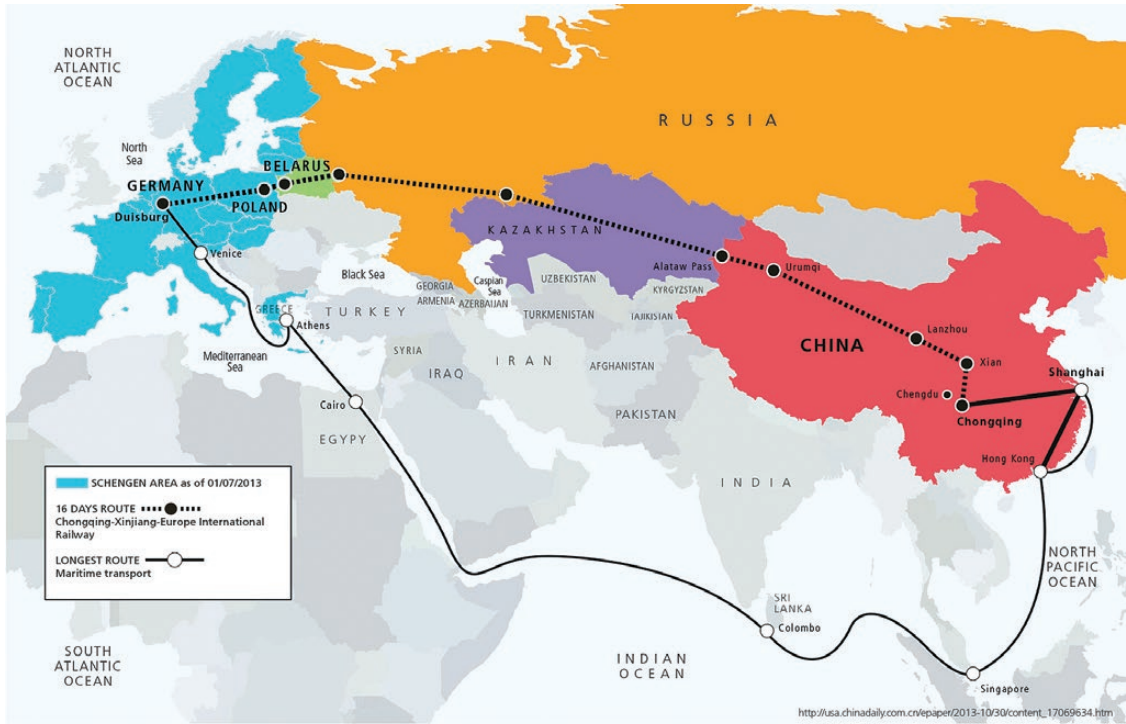 NORTH
ATLANTIC
OCEAN
RUSSIA
North
Sea
BELARUS
GERMANY
POLAND
Duisburg
KAZAKHSTAN
Venice
Alataw Pass
Urumqi
Black Sea
Caspian
Sea
GEORGIA
UZBEKISTAN
KYRGYZSTAN
ARMENIA
AZERBAIJAN
GREECE
TURKEY
TURKMENISTAN
TAJIKISTAN
Athens
Lanzhou
CHINA
Xian
Mediterranean
Sea
SYRIA
IRAN
AFGHANISTAN
Shanghai
IRAQ
Chengdu
Cairo
PAKISTAN
Chongqing
EGYPT
Hong Kong
SCHENGEN AREA as of 01/07/2013
INDIA
16 DAYS ROUTE
Chongqing-Xinjiang-Europe International
Railway
LONGEST ROUTE
Maritime transport
NORTH
PACIFIC
OCEAN
SRI
LANKA
Colombo
SOUTH
ATLANTIC
OCEAN
INDIAN
OCEAN
Singapore
http://usa.chinadaily.com.cn/epaper/2013-10/30/content_17069634.htm